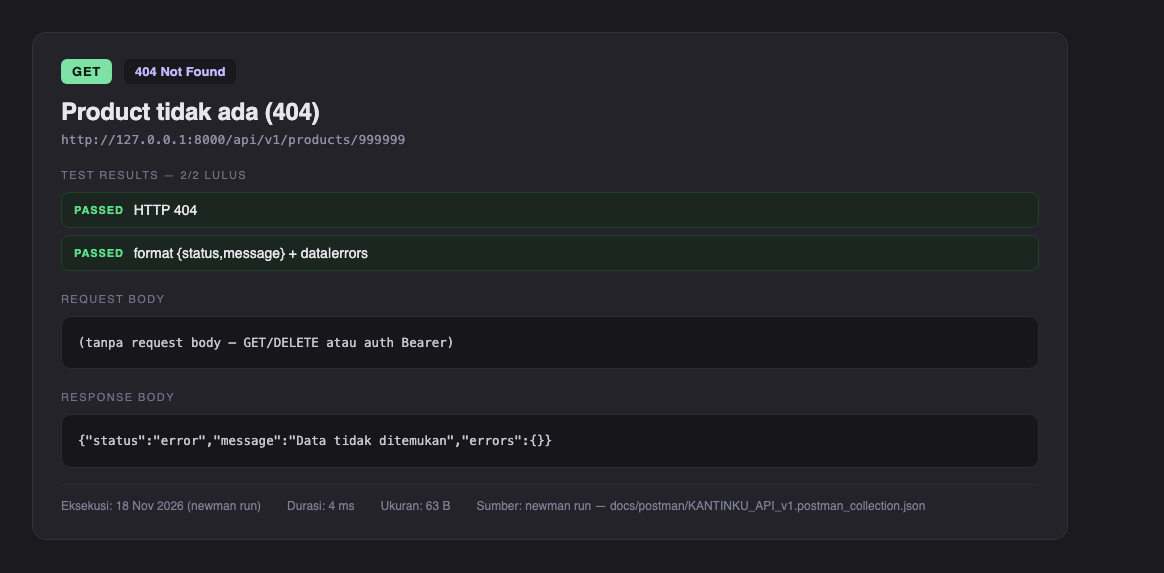 GET 404 Not Found
Product tidak ada (404)
http://127.0.0.1:8000/api/v1/products/999999
TEST RESULTS — 2/2 LULUS
PASSED HTTP 404
PASSED format {status,message} + data|errors
REQUEST BODY
(tanpa request body — GET/DELETE atau auth Bearer)
RESPONSE BODY
{"status":"error","message":"Data tidak ditemukan","errors":{}}
Eksekusi: 18 Nov 2026 (newman run) Durasi: 4 ms Ukuran: 63 B Sumber: newman run — docs/postman/KANTINKU_API_v1.postman_collection.json